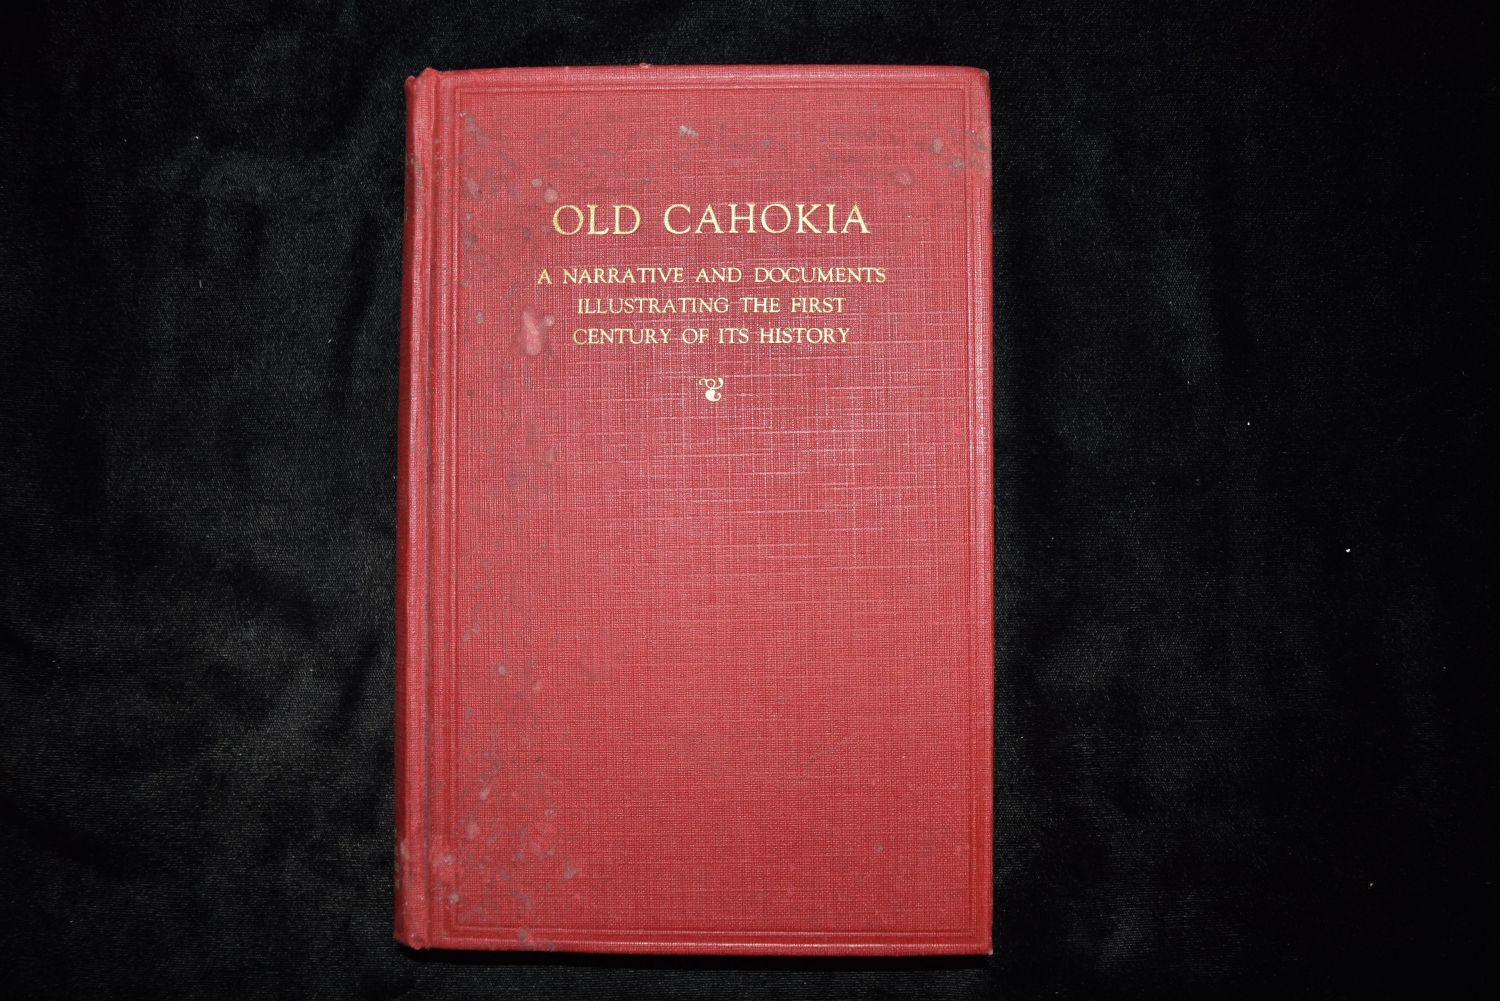 OLD CAHOKIA
A NARRATIVE AND DOCUMENTS
ILLUSTRATING THE FIRST
CENTURY OF ITS HISTORY